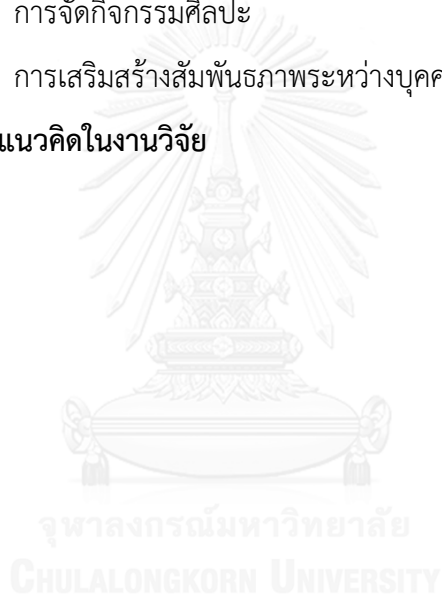 การจัดกิจกรรมศิลปะ
การเสริมสร้างสัมพันธภาพระหว่างบุคค
แนวคิดในงานวิจัย
จุฬาลงกรณ์มหาวิทยาลัย
CHULALONGKORN UNIVERSITY